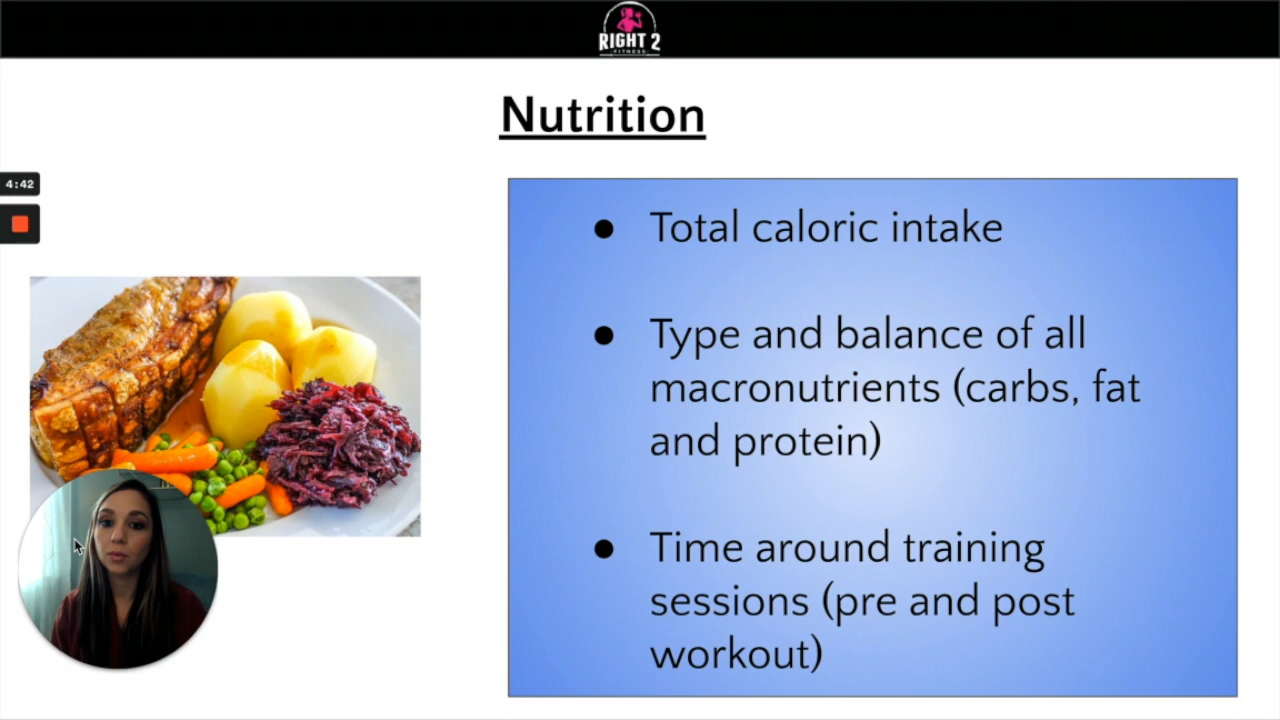 RIGHT 2
FITNESS
Nutrition
4:42
● Total caloric intake
● Type and balance of all
macronutrients (carbs, fat
and protein)
● Time around training
sessions (pre and post
workout)